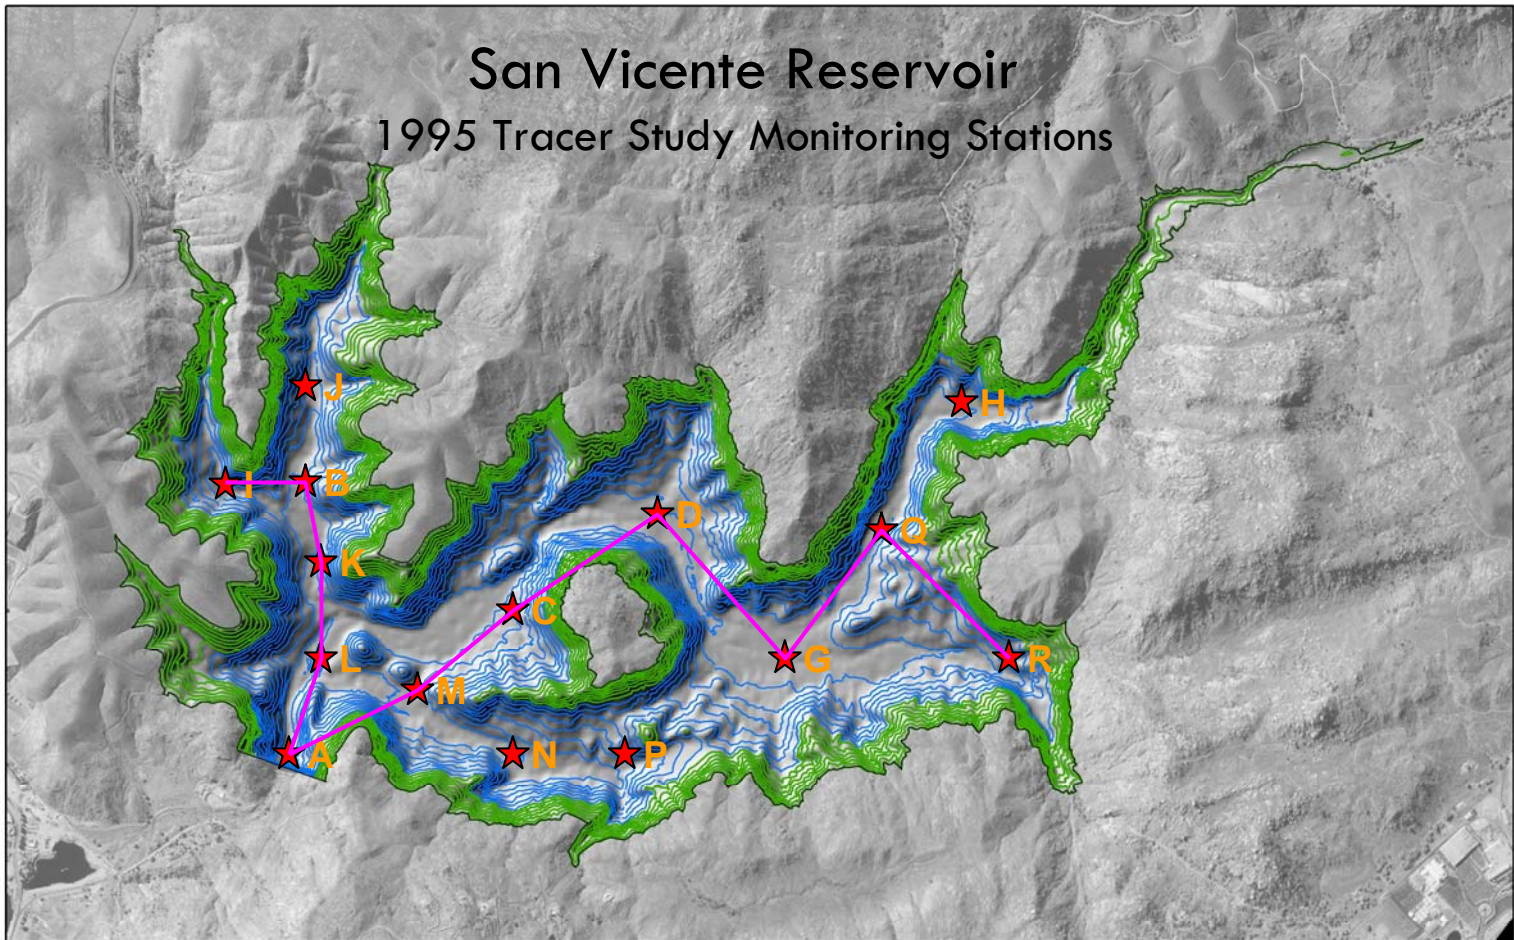 San Vicente Reservoir
1995 Tracer Study Monitoring Stations
J
H
I
B
D
Q
K
C
L
G
R
M
A
N
P